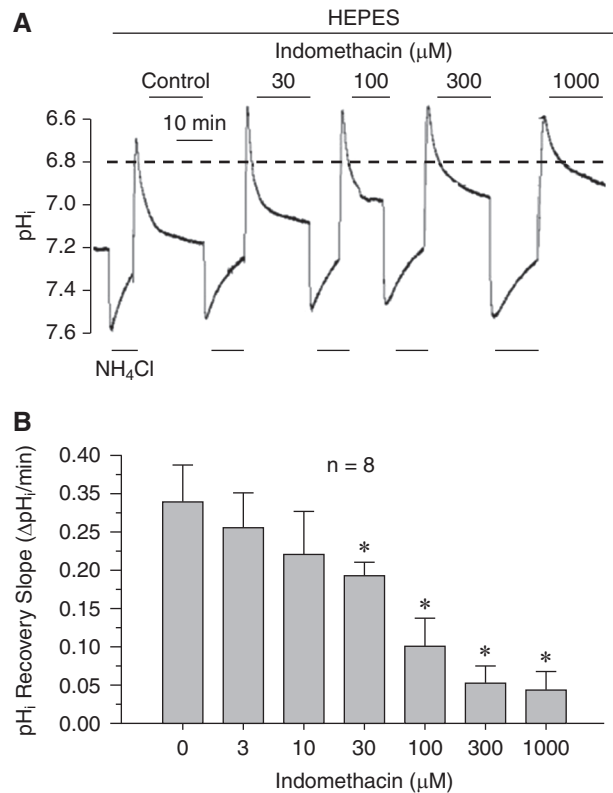 A
HEPES
Indomethacin (μM)
Control 30 100 300 1000
10 min
6.6
6.8
7.0
7.2
7.4
7.6
pHi
NH4Cl
B
n = 8
pHi Recovery Slope (ΔpHi/min)
0.40
0.35
0.30
0.25
0.20
0.15
0.10
0.05
0.00
* * * *
0 3 10 30 100 300 1000
Indomethacin (μM)